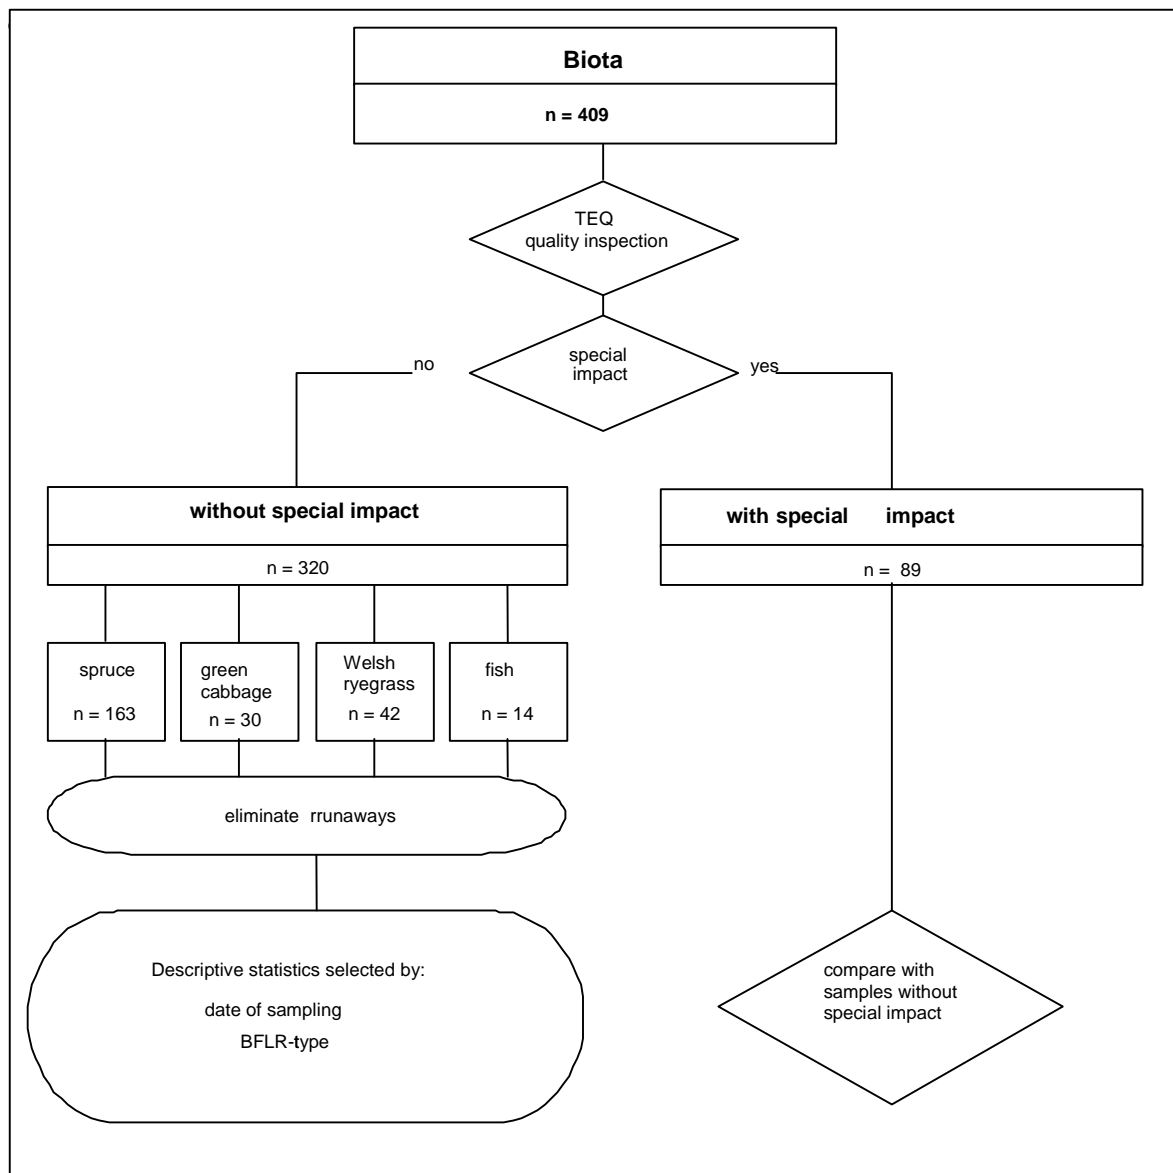 Biota
n = 409
TEQ
quality inspection
special
impact
no
yes
without special impact
n = 320
with special impact
n = 89
spruce
n = 163
green
cabbage
n = 30
Welsh
ryegrass
n = 42
fish
n = 14
eliminate rrunaways
Descriptive statistics selected by:
date of sampling
BFLR-type
compare with
samples without
special impact